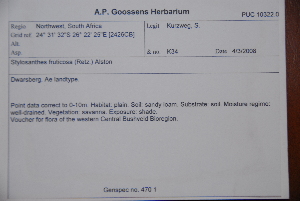 A.P. Goossens Herbarium
PUC 10322 0
Regio Northwest, South Africa Legit Kurzweg, S.
Grid ref. 24° 31' 32"S 26° 22' 25"E [2426CB]
Alt.
Asp. & no. K34 Date 4/3/2008
Stylosanthes fruticosa (Retz.) Alston
Dwarsberg. Ae landtype.
Point data correct to 0-10m. Habitat: plain. Soil: sandy loam. Substrate: soil. Moisture regime:
well-drained. Vegetation: savanna. Exposure: shade.
Voucher for flora of the western Central Bushveld Bioregion.
Genspec no. 470 1